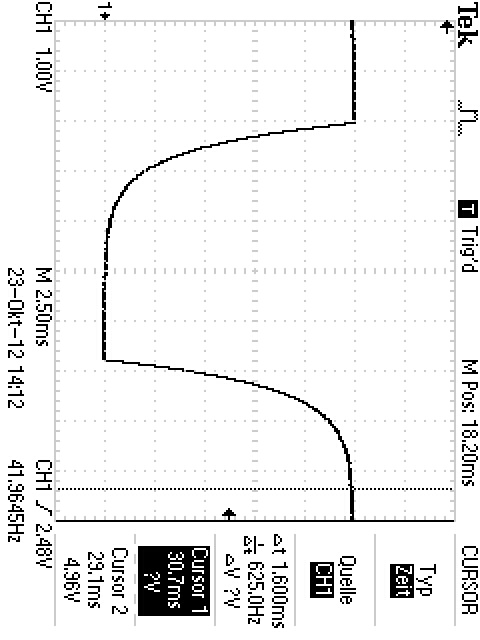 Tek
T Trig'd
M Pos: 18.20ms
CURSOR
Typ
Zeit
Quelle
CH1
Δt 1.600ms
1/Δt 625.0Hz
ΔV ?V
Cursor 1
30.7ms
?V
Cursor 2
29.1ms
4.96V
1
CH1 1.00V
M 2.50ms
CH1 / 2.48V
23-Okt-12 14:12
41.9645Hz